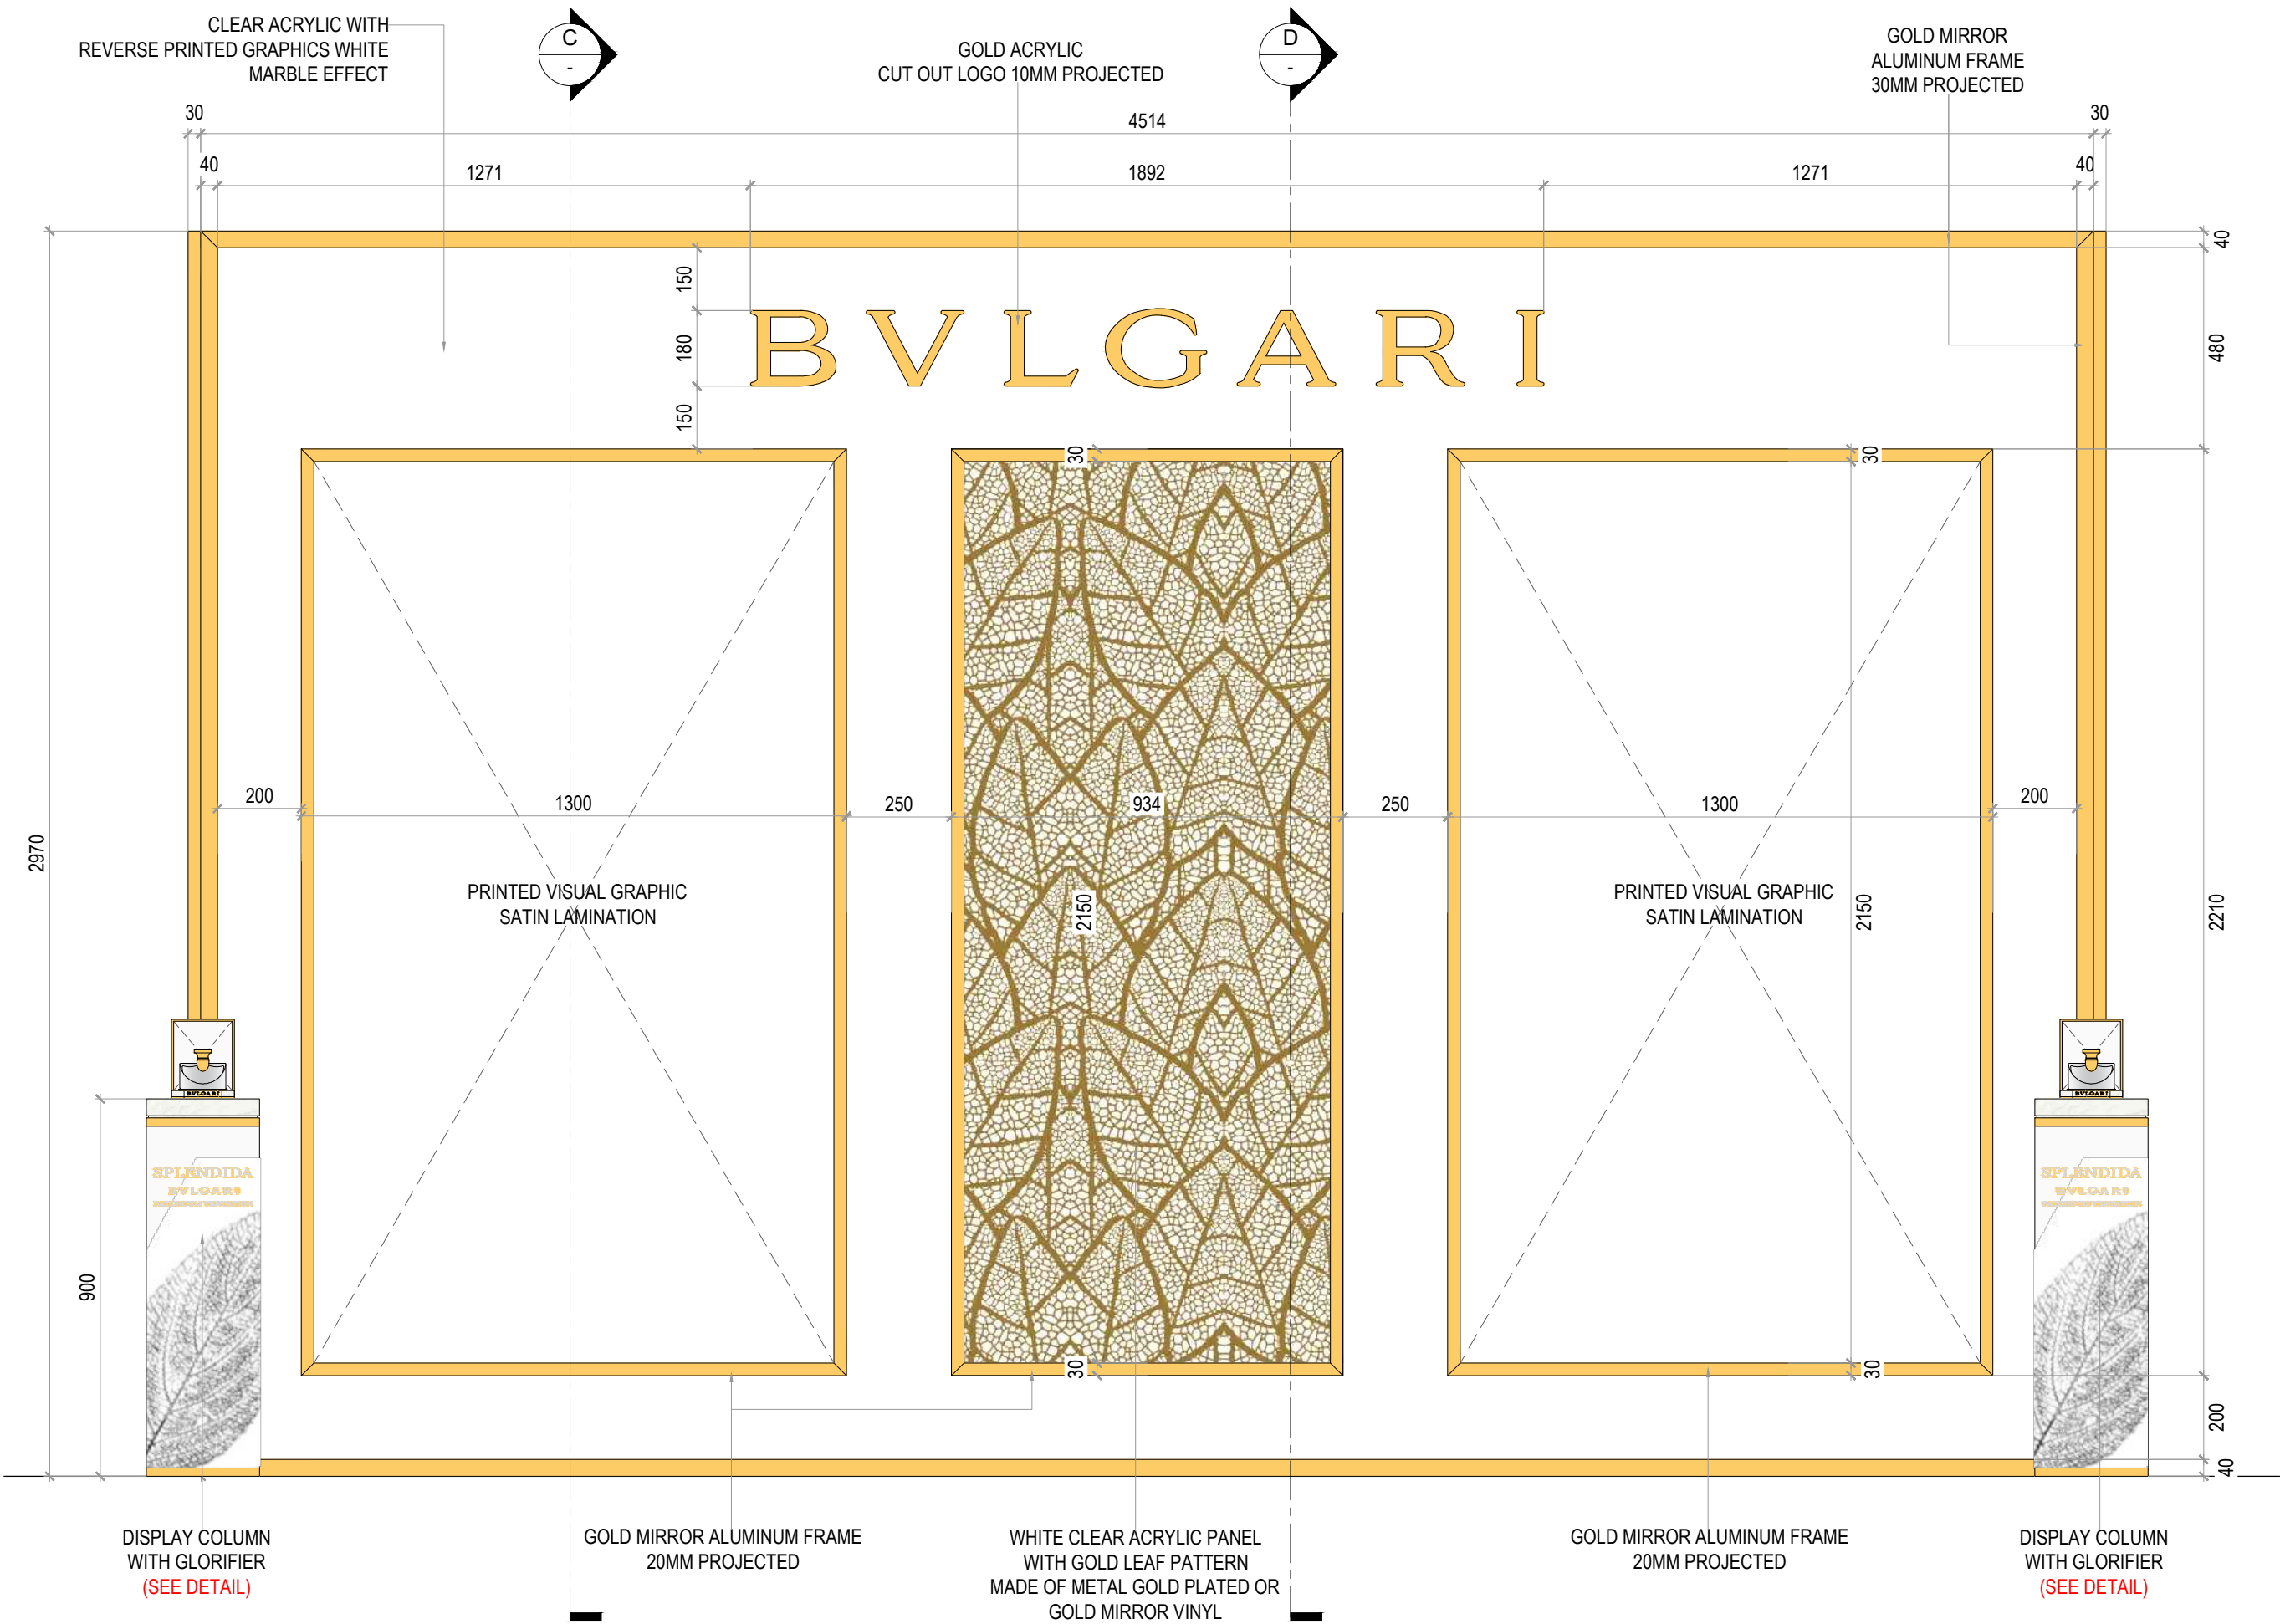 CLEAR ACRYLIC WITH
REVERSE PRINTED GRAPHICS WHITE
MARBLE EFFECT
C
-
GOLD ACRYLIC
CUT OUT LOGO 10MM PROJECTED
D
-
GOLD MIRROR
ALUMINUM FRAME
30MM PROJECTED
30
4514
30
40
1271
1892
1271
40
40
150
180
150
480
BVLGARI
30
30
200
1300
250
934
250
1300
200
2970
PRINTED VISUAL GRAPHIC
SATIN LAMINATION
2150
PRINTED VISUAL GRAPHIC
SATIN LAMINATION
2150
2210
BVLGARI
BVLGARI
SPLENDIDA
BVLGARI
SPLENDIDA
BVLGARI
900
30
30
200
40
DISPLAY COLUMN
WITH GLORIFIER
(SEE DETAIL)
GOLD MIRROR ALUMINUM FRAME
20MM PROJECTED
WHITE CLEAR ACRYLIC PANEL
WITH GOLD LEAF PATTERN
MADE OF METAL GOLD PLATED OR
GOLD MIRROR VINYL
GOLD MIRROR ALUMINUM FRAME
20MM PROJECTED
DISPLAY COLUMN
WITH GLORIFIER
(SEE DETAIL)